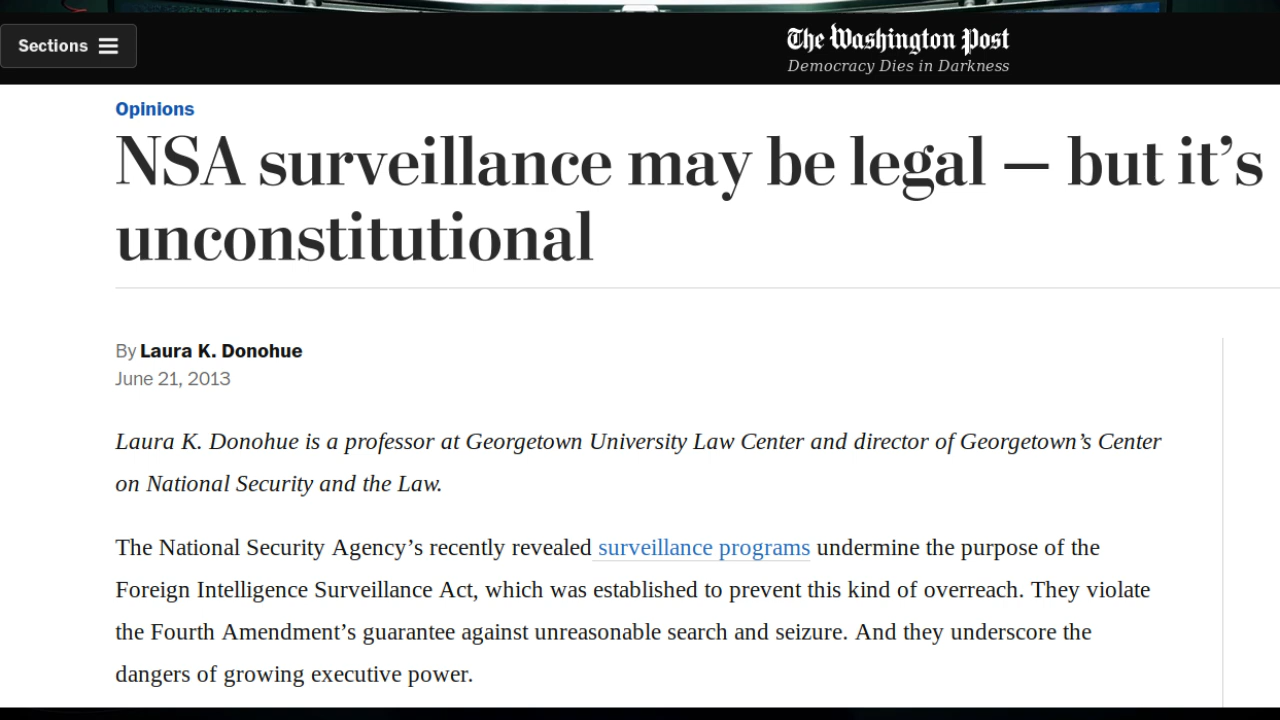 Sections
The Washington Post
Democracy Dies in Darkness
Opinions
NSA surveillance may be legal — but it’s
unconstitutional
By Laura K. Donohue
June 21, 2013
Laura K. Donohue is a professor at Georgetown University Law Center and director of Georgetown’s Center
on National Security and the Law.
The National Security Agency’s recently revealed surveillance programs undermine the purpose of the
Foreign Intelligence Surveillance Act, which was established to prevent this kind of overreach. They violate
the Fourth Amendment’s guarantee against unreasonable search and seizure. And they underscore the
dangers of growing executive power.